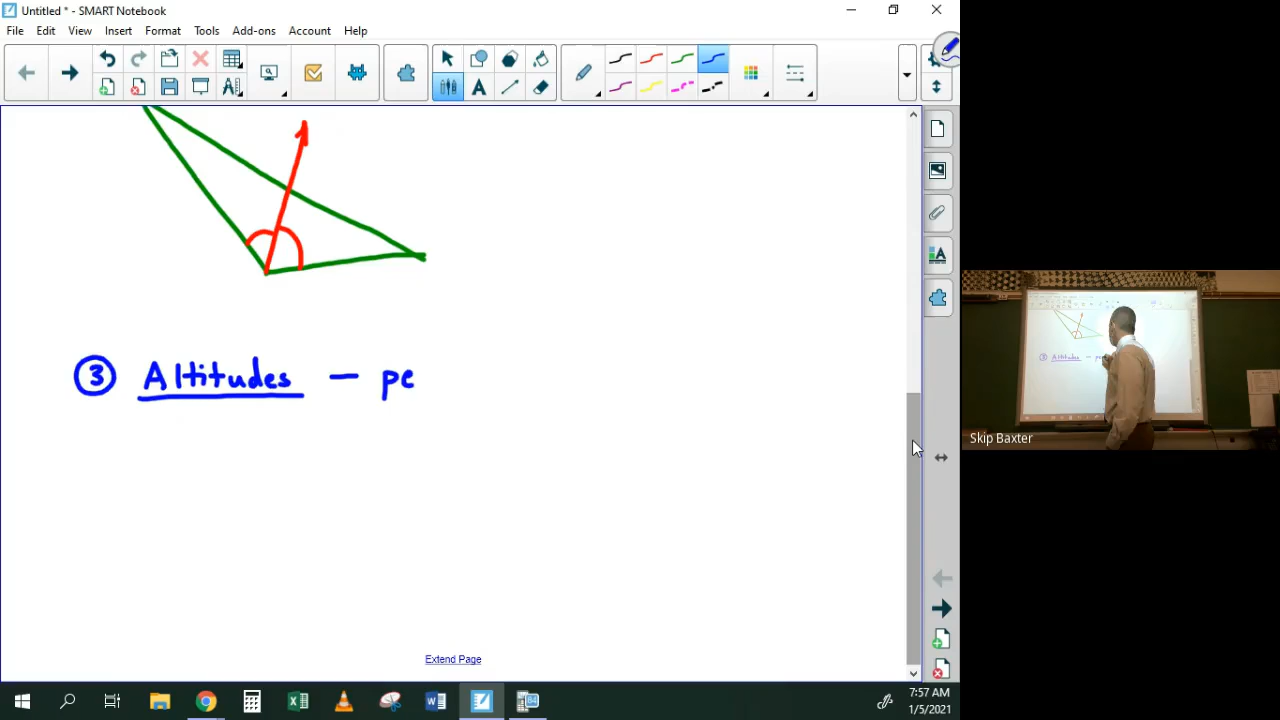 Untitled * - SMART Notebook
File Edit View Insert Format Tools Add-ons Account Help
③ Altitudes — pe
Skip Baxter
Extend Page
7:57 AM
1/5/2021